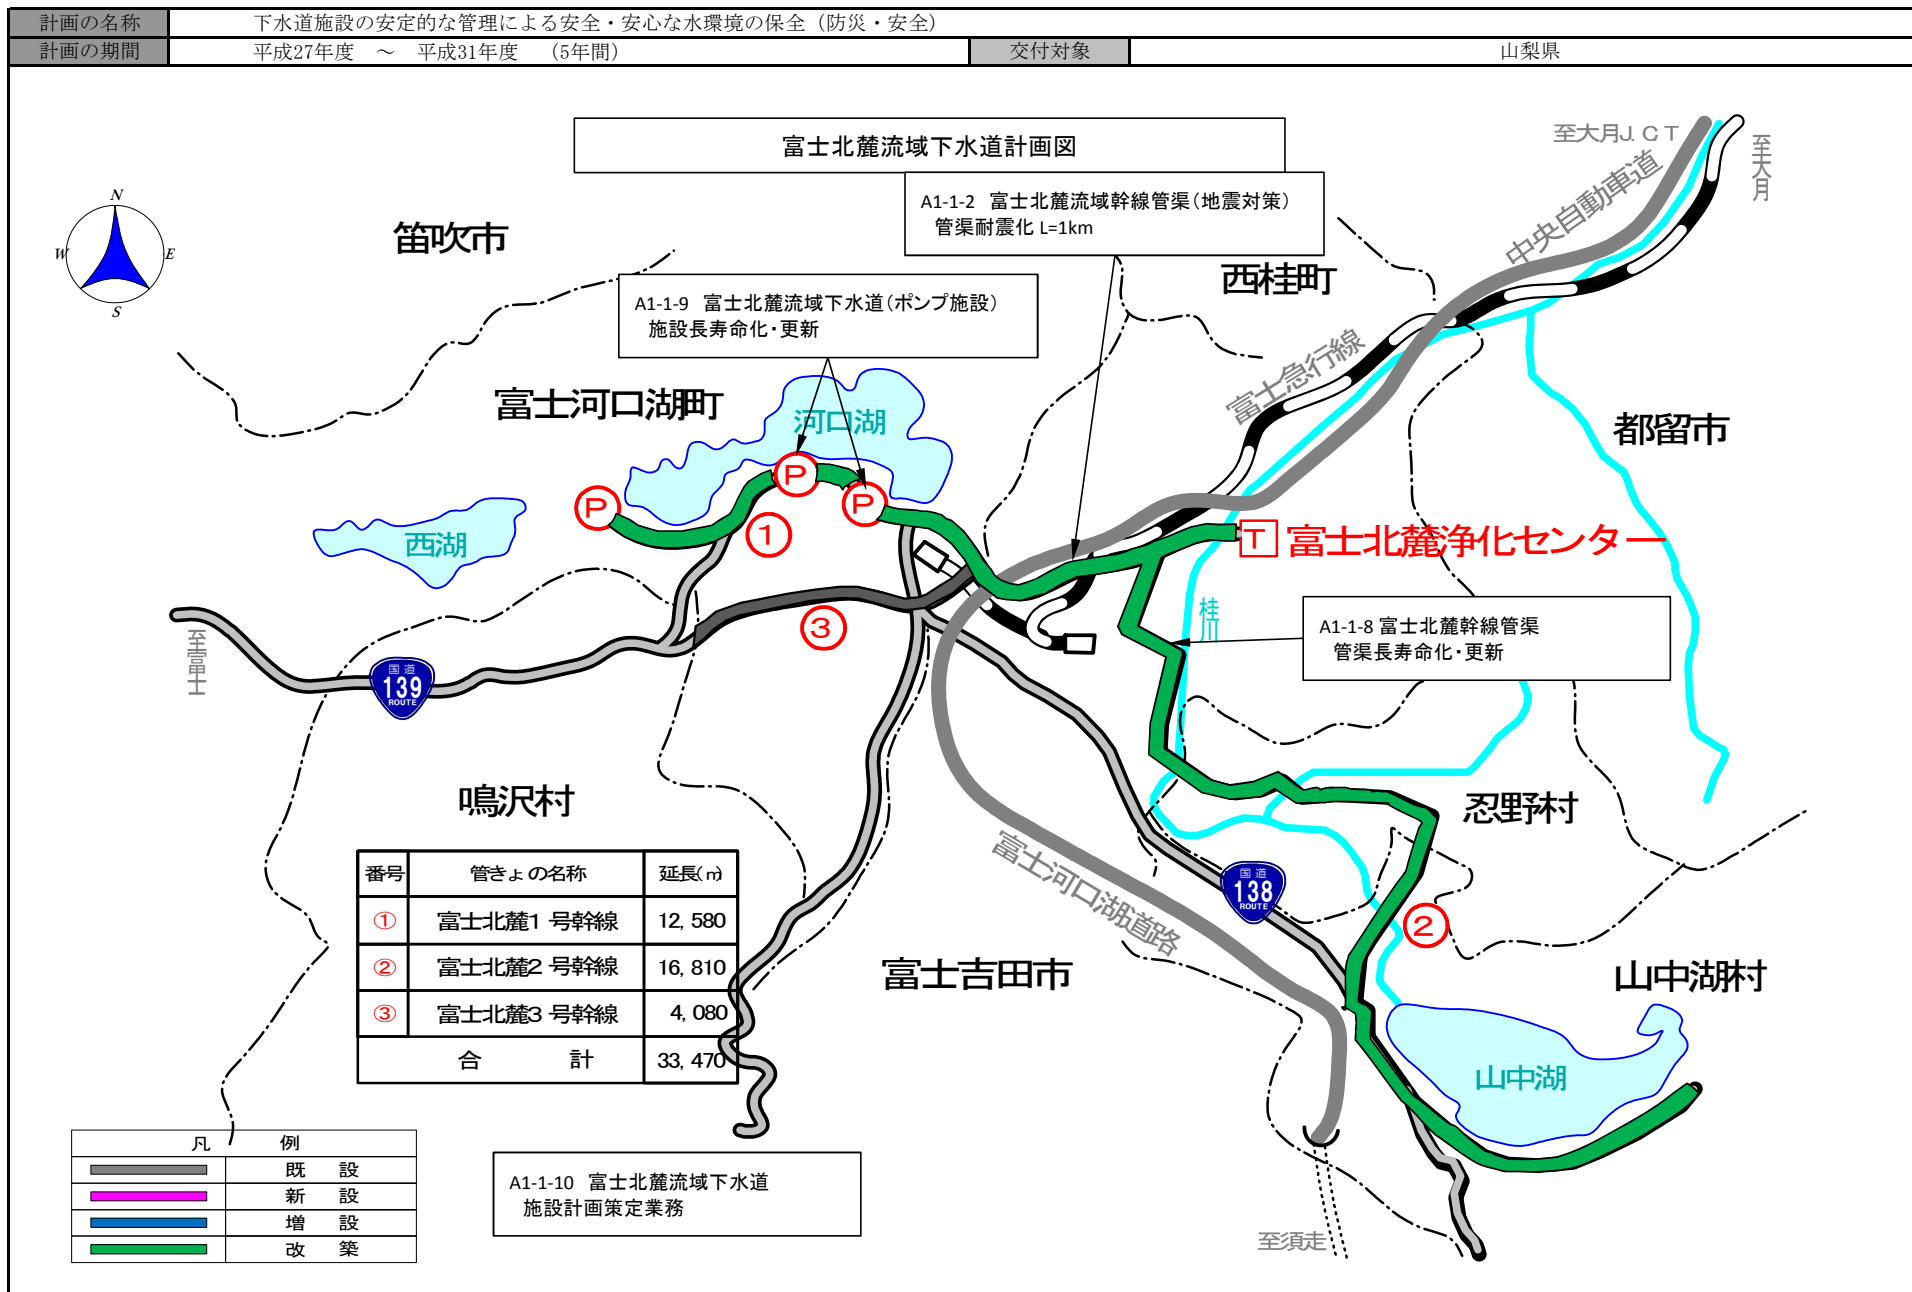 計画の名称 下水道施設の安定的な管理による安全・安心な水環境の保全（防災・安全）
計画の期間 平成27年度 ～ 平成31年度 （5年間） 交付対象 山梨県
富士北麓流域下水道計画図
A1-1-2 富士北麓流域幹線管渠（地震対策）
管渠耐震化 L=1km
A1-1-9 富士北麓流域下水道（ポンプ施設）
施設長寿命化・更新
至大月J.C.T
至大月
中央自動車道
富士急行線
N
W E
S
笛吹市
西桂町
富士河口湖町
河口湖
都留市
西湖
P
P
P
①
T 富士北麓浄化センター
桂川
③
A1-1-8 富士北麓幹線管渠
管渠長寿命化・更新
至富士
国道
139
ROUTE
鳴沢村
忍野村
富士河口湖道路
国道
138
ROUTE
②
富士吉田市
山中湖村
山中湖
番号 管きょの名称 延長(m)
① 富士北麓1号幹線 12,580
② 富士北麓2号幹線 16,810
③ 富士北麓3号幹線 4,080
合計 33,470
凡例
既設
新設
増設
改築
A1-1-10 富士北麓流域下水道
施設計画策定業務
至須走